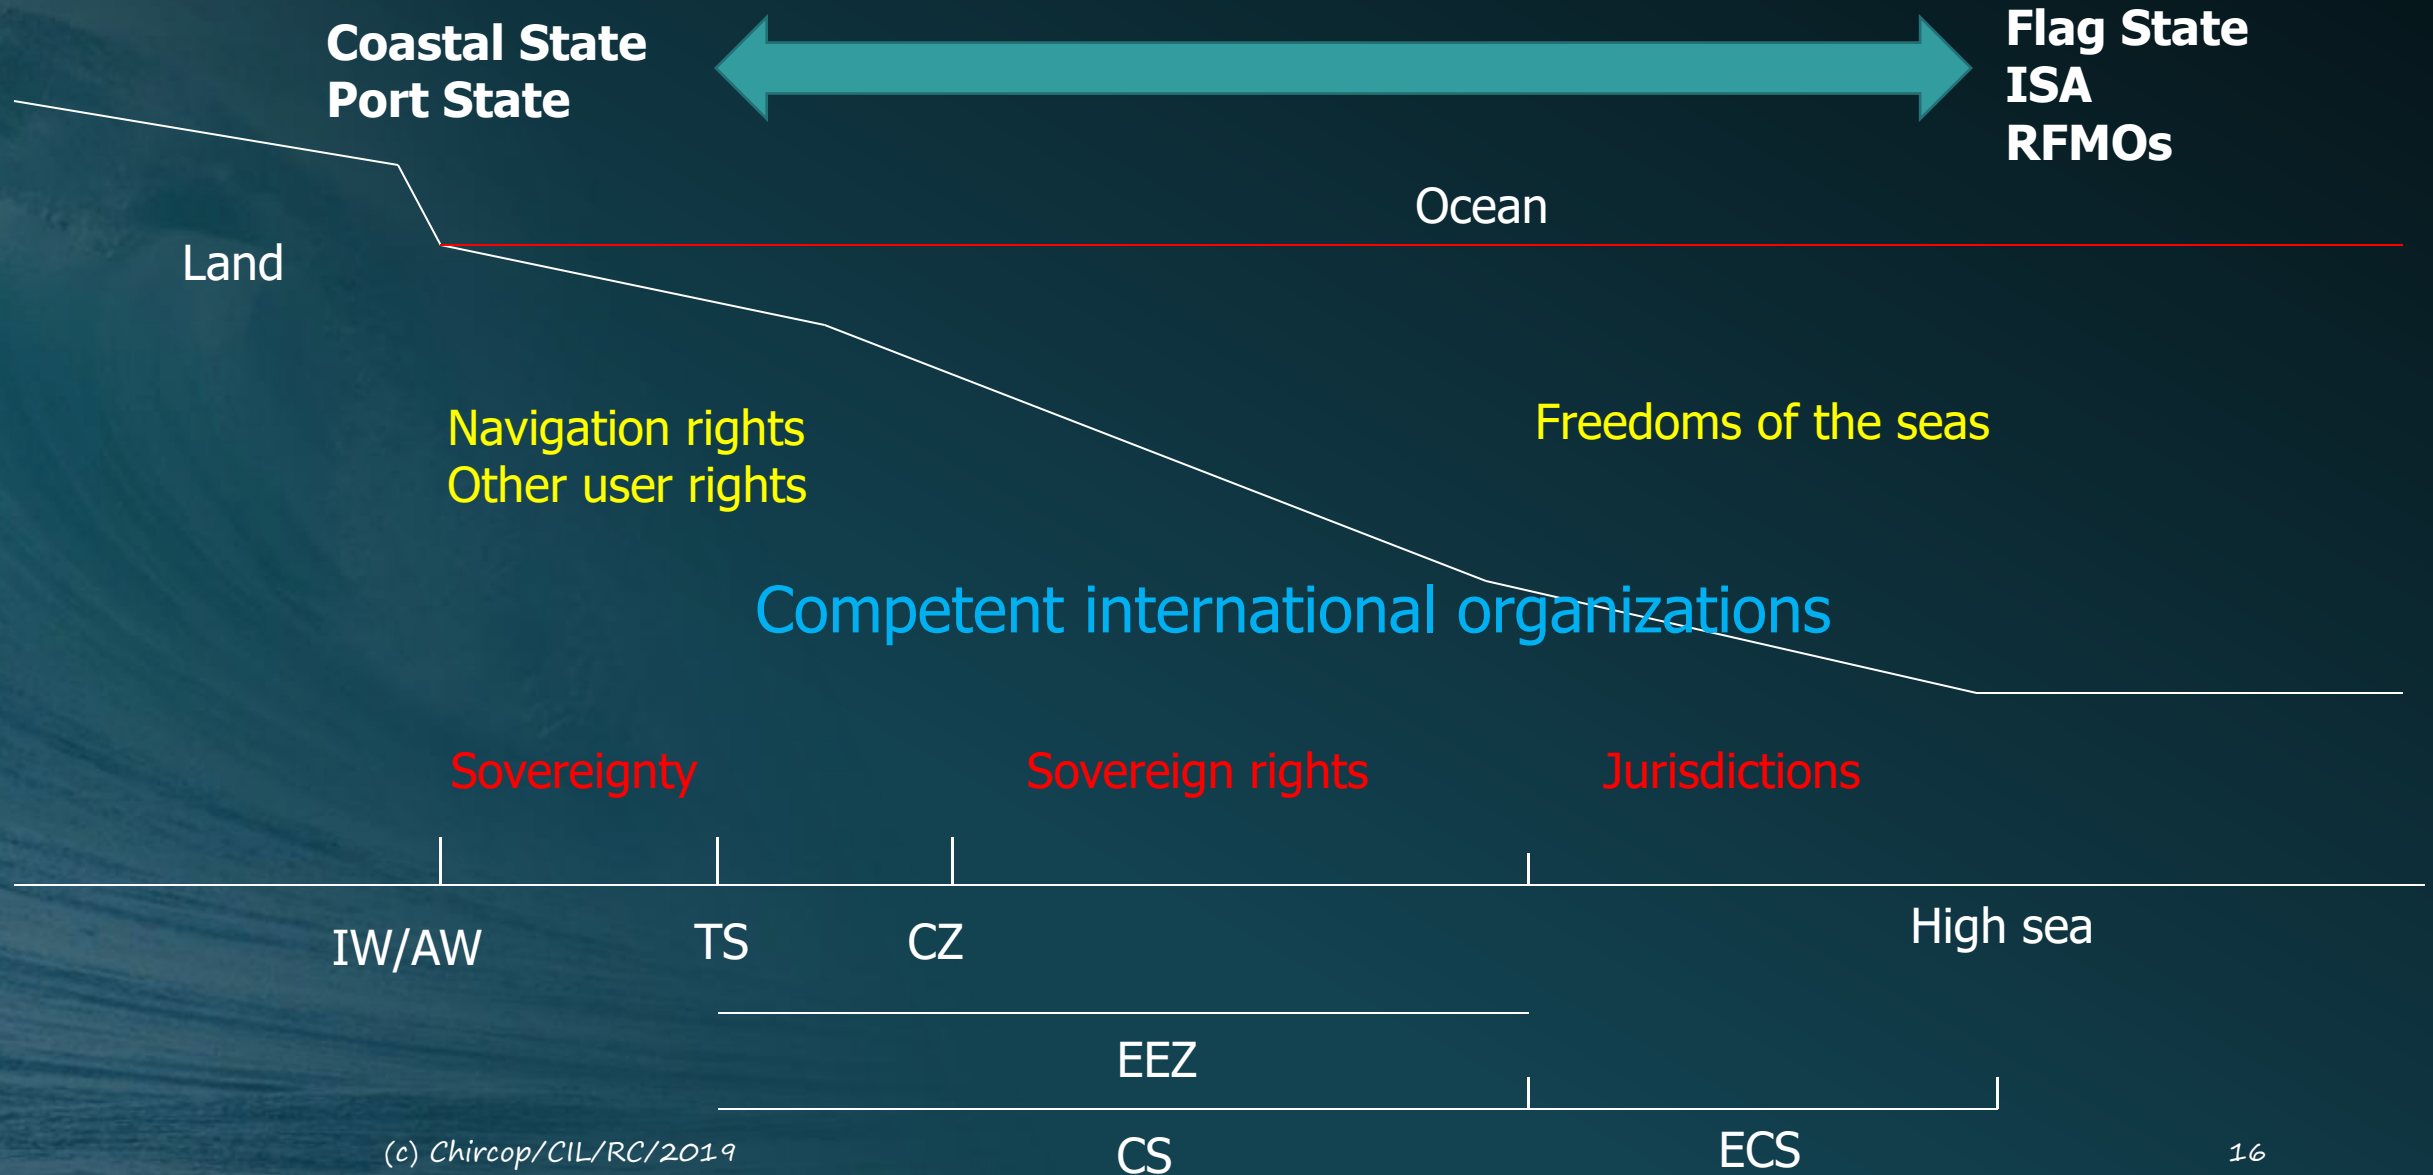 Coastal State
Port State
Flag State
ISA
RFMOs
Ocean
Land
Navigation rights
Other user rights
Freedoms of the seas
Competent international organizations
Sovereignty
Sovereign rights
Jurisdictions
IW/AW
TS
CZ
High sea
EEZ
CS
ECS
(c) Chircop/CIL/RC/2019
16